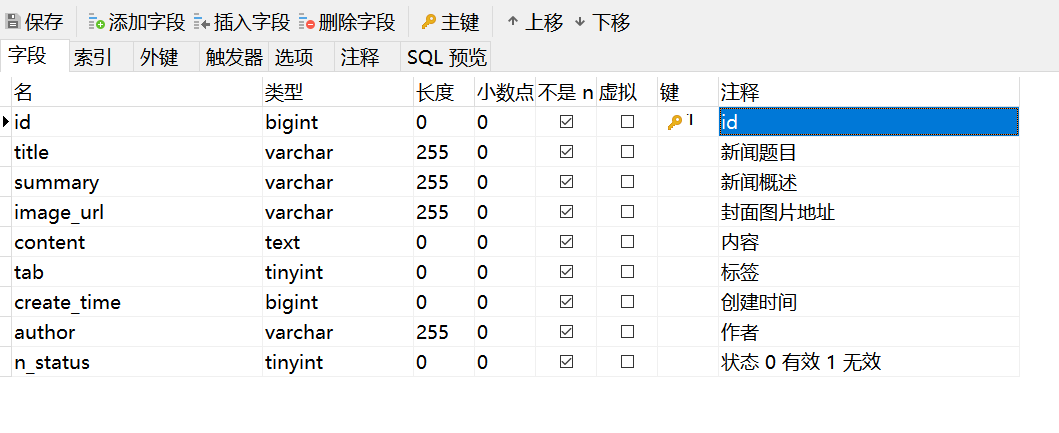 保存 添加字段 插入字段 删除字段 主键 上移 下移
字段 索引 外键 触发器 选项 注释 SQL 预览
名 类型 长度 小数点 不是 n 虚拟 键 注释
id bigint 0 0 1 id
title varchar 255 0 新闻题目
summary varchar 255 0 新闻概述
image_url varchar 255 0 封面图片地址
content text 0 0 内容
tab tinyint 0 0 标签
create_time bigint 0 0 创建时间
author varchar 255 0 作者
n_status tinyint 0 0 状态 0 有效 1 无效